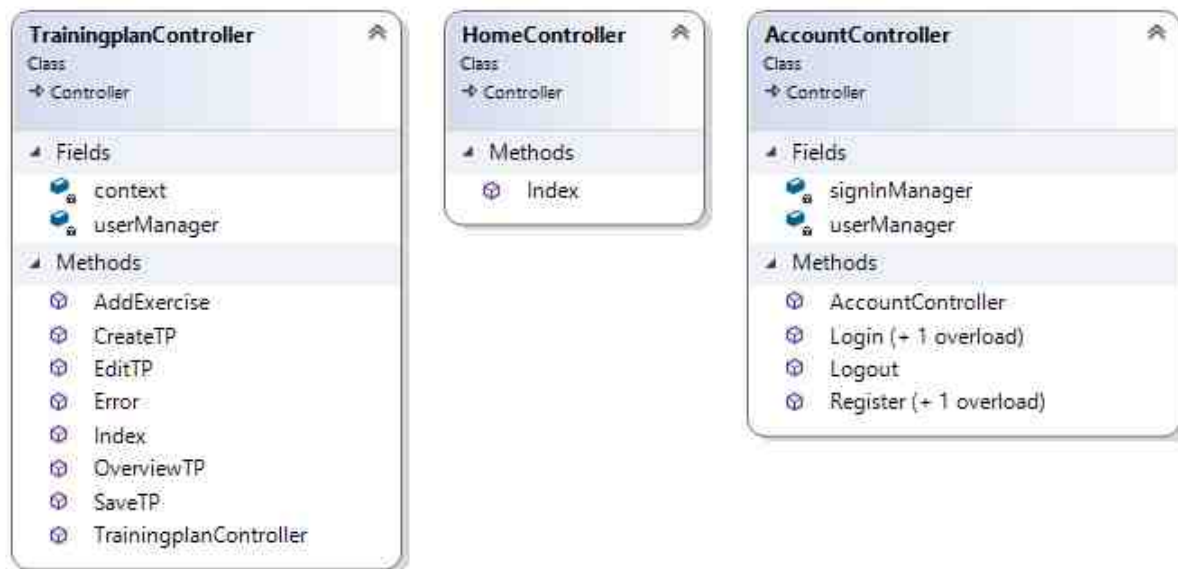 TrainingplanController
Class
Controller
Fields
context
userManager
Methods
AddExercise
CreateTP
EditTP
Error
Index
OverviewTP
SaveTP
TrainingplanController
HomeController
Class
Controller
Methods
Index
AccountController
Class
Controller
Fields
signInManager
userManager
Methods
AccountController
Login (+ 1 overload)
Logout
Register (+ 1 overload)